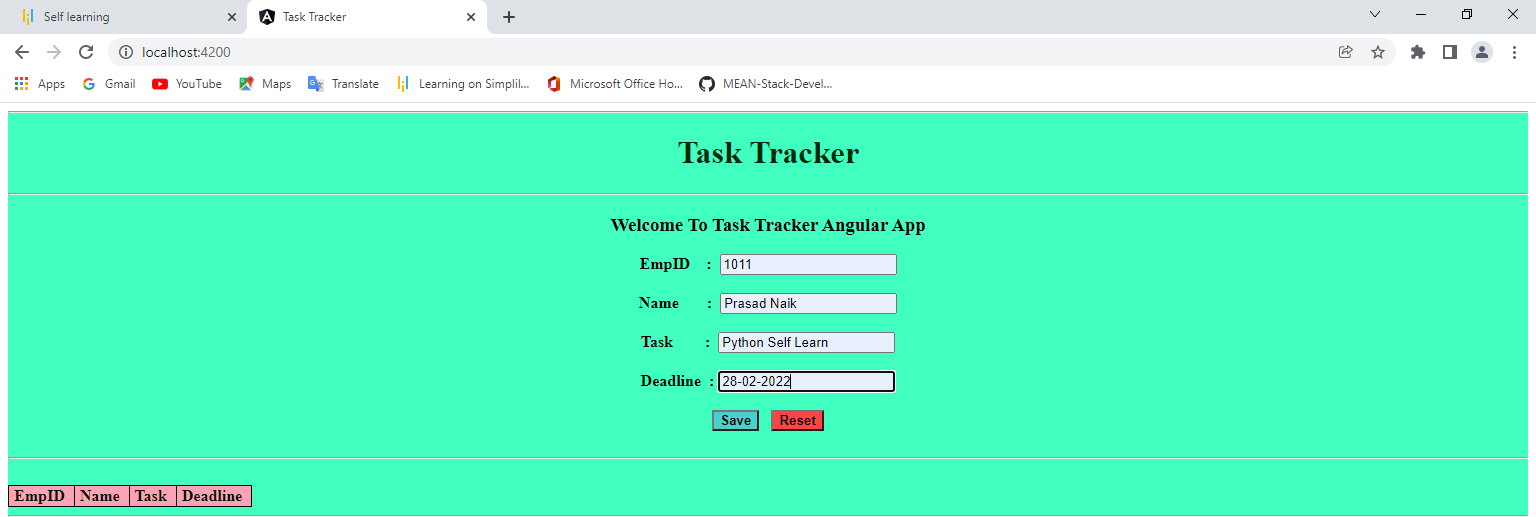 Self learning Task Tracker
localhost:4200
Apps Gmail YouTube Maps Translate Learning on Simplil... Microsoft Office Ho... MEAN-Stack-Devel...
Task Tracker
Welcome To Task Tracker Angular App
EmpID : 1011
Name : Prasad Naik
Task : Python Self Learn
Deadline : 28-02-2022
Save Reset
EmpID Name Task Deadline